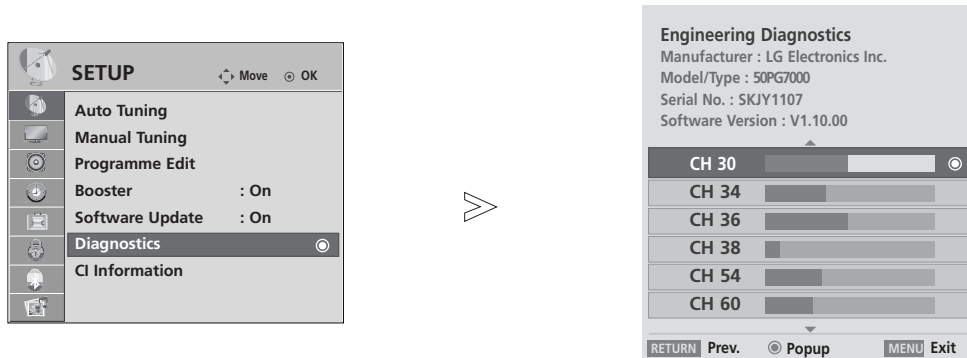 SETUP
Move
OK
Auto Tuning
Manual Tuning
Programme Edit
Booster : On
Software Update : On
Diagnostics
CI Information
Engineering Diagnostics
Manufacturer : LG Electronics Inc.
Model/Type : 50PG7000
Serial No. : SKJY1107
Software Version : V1.10.00
CH 30
CH 34
CH 36
CH 38
CH 54
CH 60
RETURN Prev.
Popup
MENU Exit